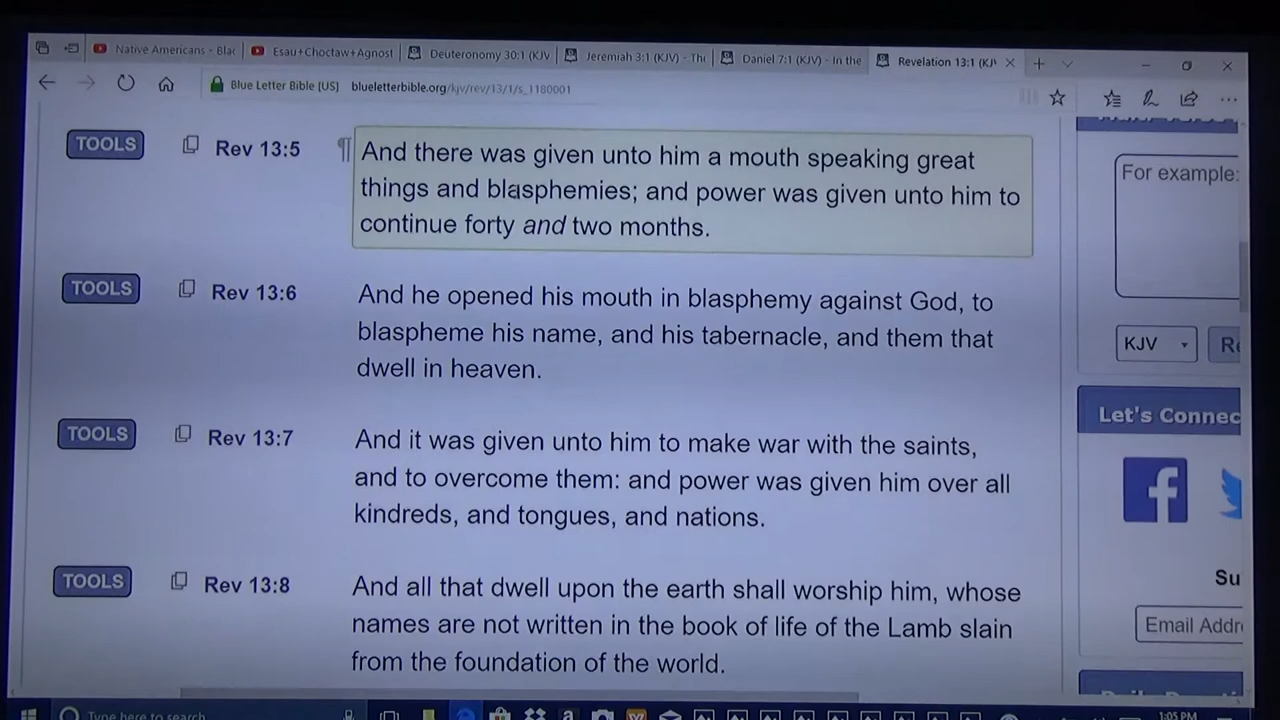 Native Americans - Blac
Esau+Choctaw+Agnost
Deuteronomy 30:1 (KJV
Jeremiah 3:1 (KJV) - The
Daniel 7:1 (KJV) - In the
Revelation 13:1 (KJV
Blue Letter Bible [US] blueletterbible.org/kjv/rev/13/1/s_1180001
TOOLS Rev 13:5 ¶ And there was given unto him a mouth speaking great
things and blasphemies; and power was given unto him to
continue forty and two months.
TOOLS Rev 13:6 And he opened his mouth in blasphemy against God, to
blaspheme his name, and his tabernacle, and them that
dwell in heaven.
TOOLS Rev 13:7 And it was given unto him to make war with the saints,
and to overcome them: and power was given him over all
kindreds, and tongues, and nations.
TOOLS Rev 13:8 And all that dwell upon the earth shall worship him, whose
names are not written in the book of life of the Lamb slain
from the foundation of the world.
For example:
KJV Re
Let's Connec
f
Su
Email Addr
Type here to search
1:05 PM